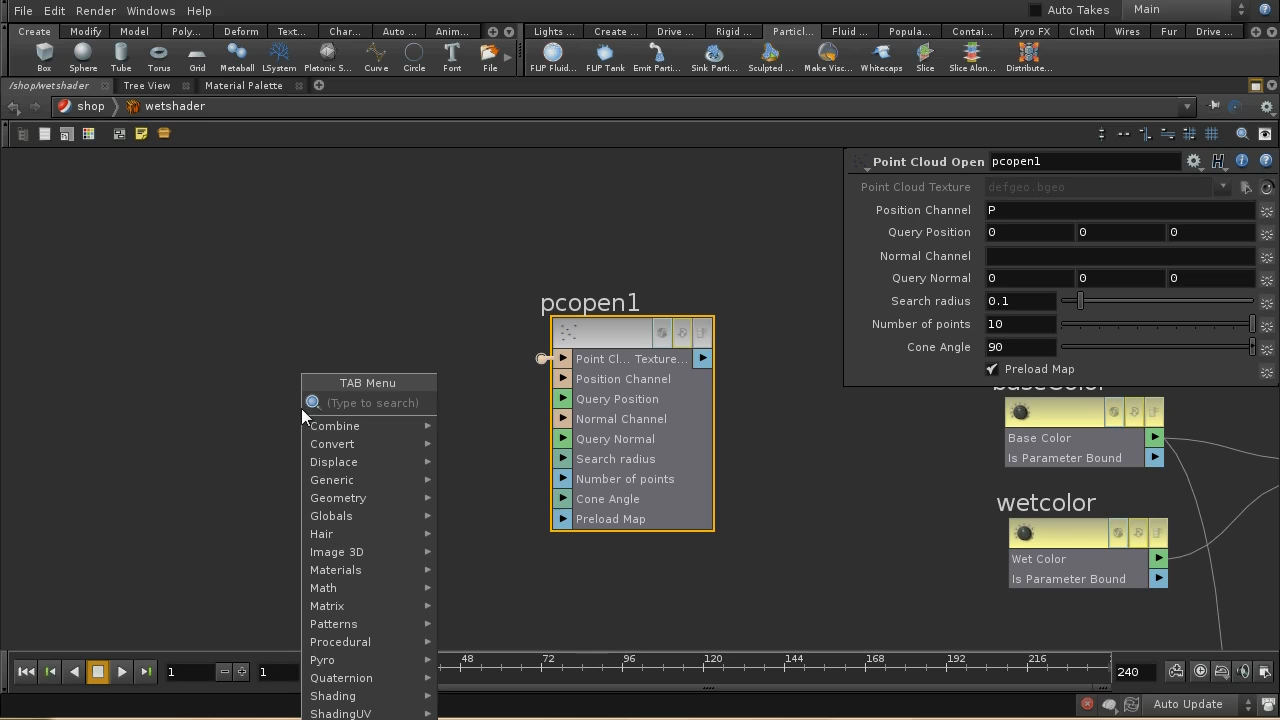 File Edit Render Windows Help Auto Takes Main
Create Modify Model Poly... Deform Text... Char... Auto ... Anim... Lights ... Create ... Drive ... Rigid ... Particl... Fluid ... Popula... Contai... Pyro FX Cloth Wires Fur Drive ...
Box Sphere Tube Torus Grid Metaball LSystem Platonic S... Curve Circle Font File FLIP Fluid... FLIP Tank Emit Parti... Sink Parti... Sculpted ... Make Visc... Whitecaps Slice Slice Alon... Distribute...
/shop/wetshader Tree View Material Palette
shop wetshader
Point Cloud Open pcopen1
Point Cloud Texture defgeo.bgeo
Position Channel P
Query Position 0 0 0
Normal Channel
Query Normal 0 0 0
Search radius 0.1
Number of points 10
Cone Angle 90
Preload Map
pcopen1
Point Cl... Texture...
Position Channel
Query Position
Normal Channel
Query Normal
Search radius
Number of points
Cone Angle
Preload Map
TAB Menu
(Type to search)
Combine
Convert
Displace
Generic
Geometry
Globals
Hair
Image 3D
Materials
Math
Matrix
Patterns
Procedural
Pyro
Quaternion
Shading
ShadingUV
baseColor
Base Color
Is Parameter Bound
wetcolor
Wet Color
Is Parameter Bound
1 1 48 72 96 120 144 168 192 216 240
Auto Update